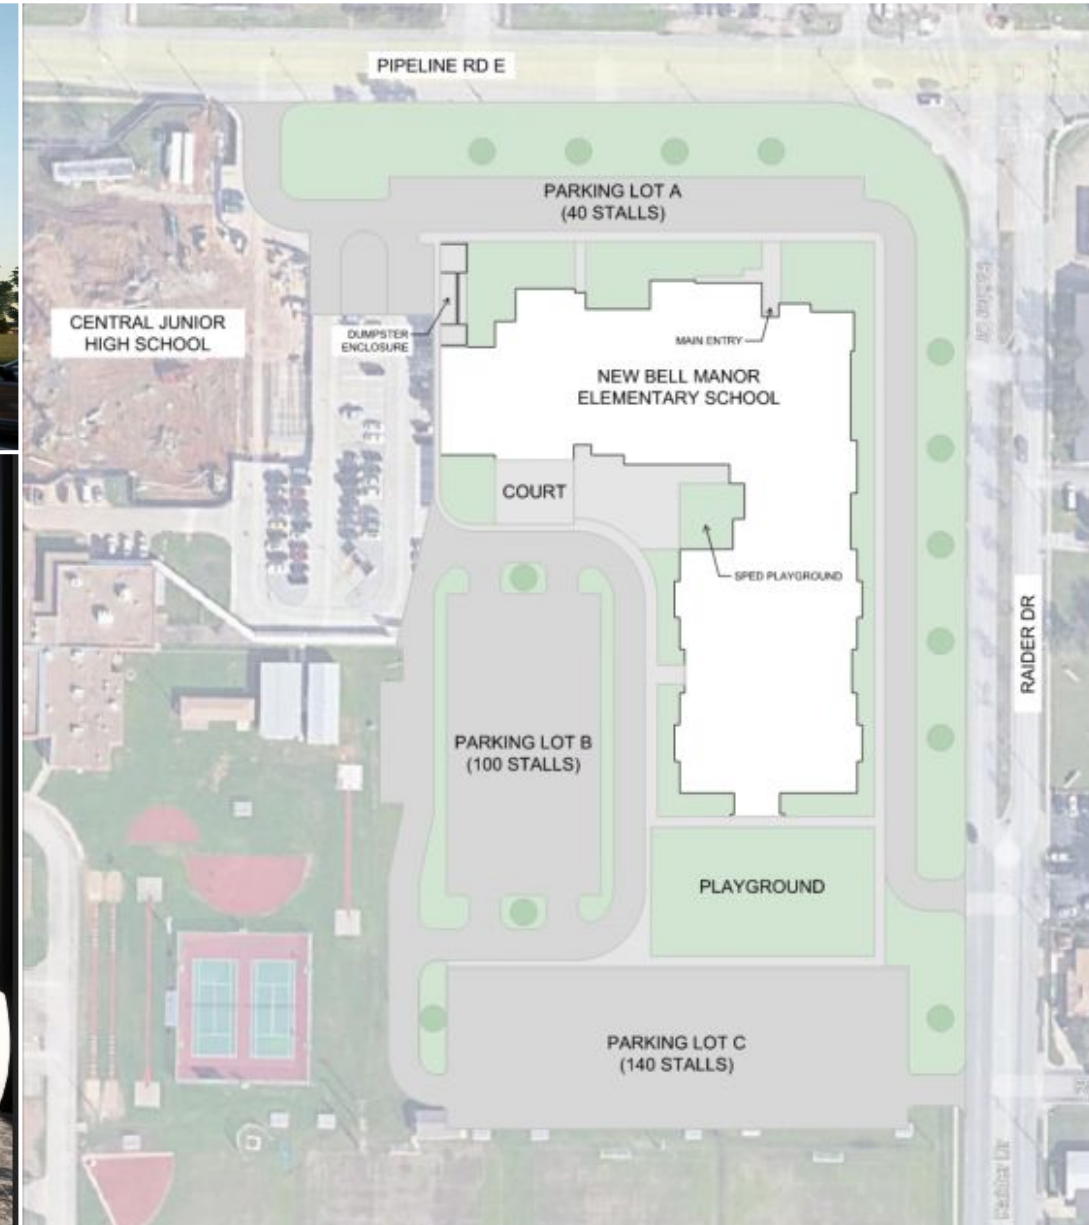 PIPELINE RD E
PARKING LOT A
(40 STALLS)
CENTRAL JUNIOR
HIGH SCHOOL
DUMPSTER
ENCLOSURE
MAIN ENTRY
NEW BELL MANOR
ELEMENTARY SCHOOL
COURT
SPED PLAYGROUND
RAIDER DR
PARKING LOT B
(100 STALLS)
PLAYGROUND
PARKING LOT C
(140 STALLS)